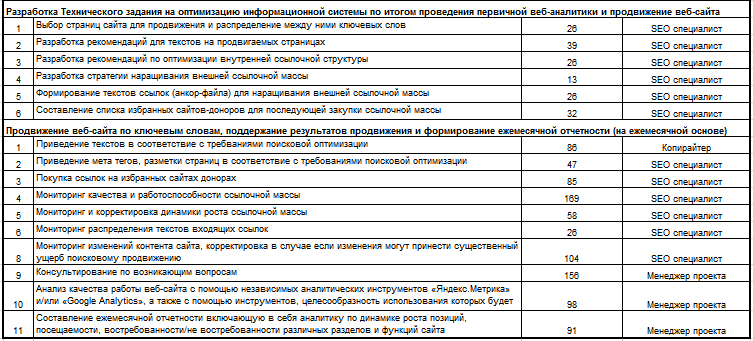 Разработка Технического задания на оптимизацию информационной системы по итогом проведения первичной веб-аналитики и продвижение веб-сайта
1 Выбор страниц сайта для продвижения и распределение между ними ключевых слов 26 SEO специалист
2 Разработка рекомендаций для текстов на продвигаемых страницах 39 SEO специалист
3 Разработка рекомендаций по оптимизации внутренней ссылочной структуры 26 SEO специалист
4 Разработка стратегии наращивания внешней ссылочной массы 13 SEO специалист
5 Формирование текстов ссылок (анкор-файла) для наращивания внешней ссылочной массы 26 SEO специалист
6 Составление списка избранных сайтов-доноров для последующей закупки ссылочной массы 32 SEO специалист
Продвижение веб-сайта по ключевым словам, поддержание результатов продвижения и формирование ежемесячной отчетности (на ежемесячной основе)
1 Приведение текстов в соответствие с требваниями поисковой оптимизации 86 Копирайтер
2 Приведение мета тегов, разметки страниц в соответствие с требованиями поисковой оптимизации 47 SEO специалист
3 Покупка ссылок на избранных сайтах донорах 85 SEO специалист
4 Мониторинг качества и работоспособности ссылочной массы 169 SEO специалист
5 Мониторинг и корректировка динамики роста ссылочной массы 58 SEO специалист
6 Мониторинг распределения текстов входящих ссылок 26 SEO специалист
Мониторинг изменений контента сайта, корректировка в случае если изменения могут принести существенный
8 ущерб поисковому продвижению 104 SEO специалист
9 Консультирование по возникающим вопросам 156 Менеджер проекта
Анализ качества работы веб-сайта с помощью независимых аналитических инструментов «Яндекс.Метрика»
10 и/или «Google Analytics», а также с помощью инструментов, целесообразность использования которых будет 98 Менеджер проекта
Составление ежемесячной отчетности включающую в себя аналитику по динамике роста позиций,
11 посещаемости, востребованности/не востребованности различных разделов и функций сайта 91 Менеджер проекта